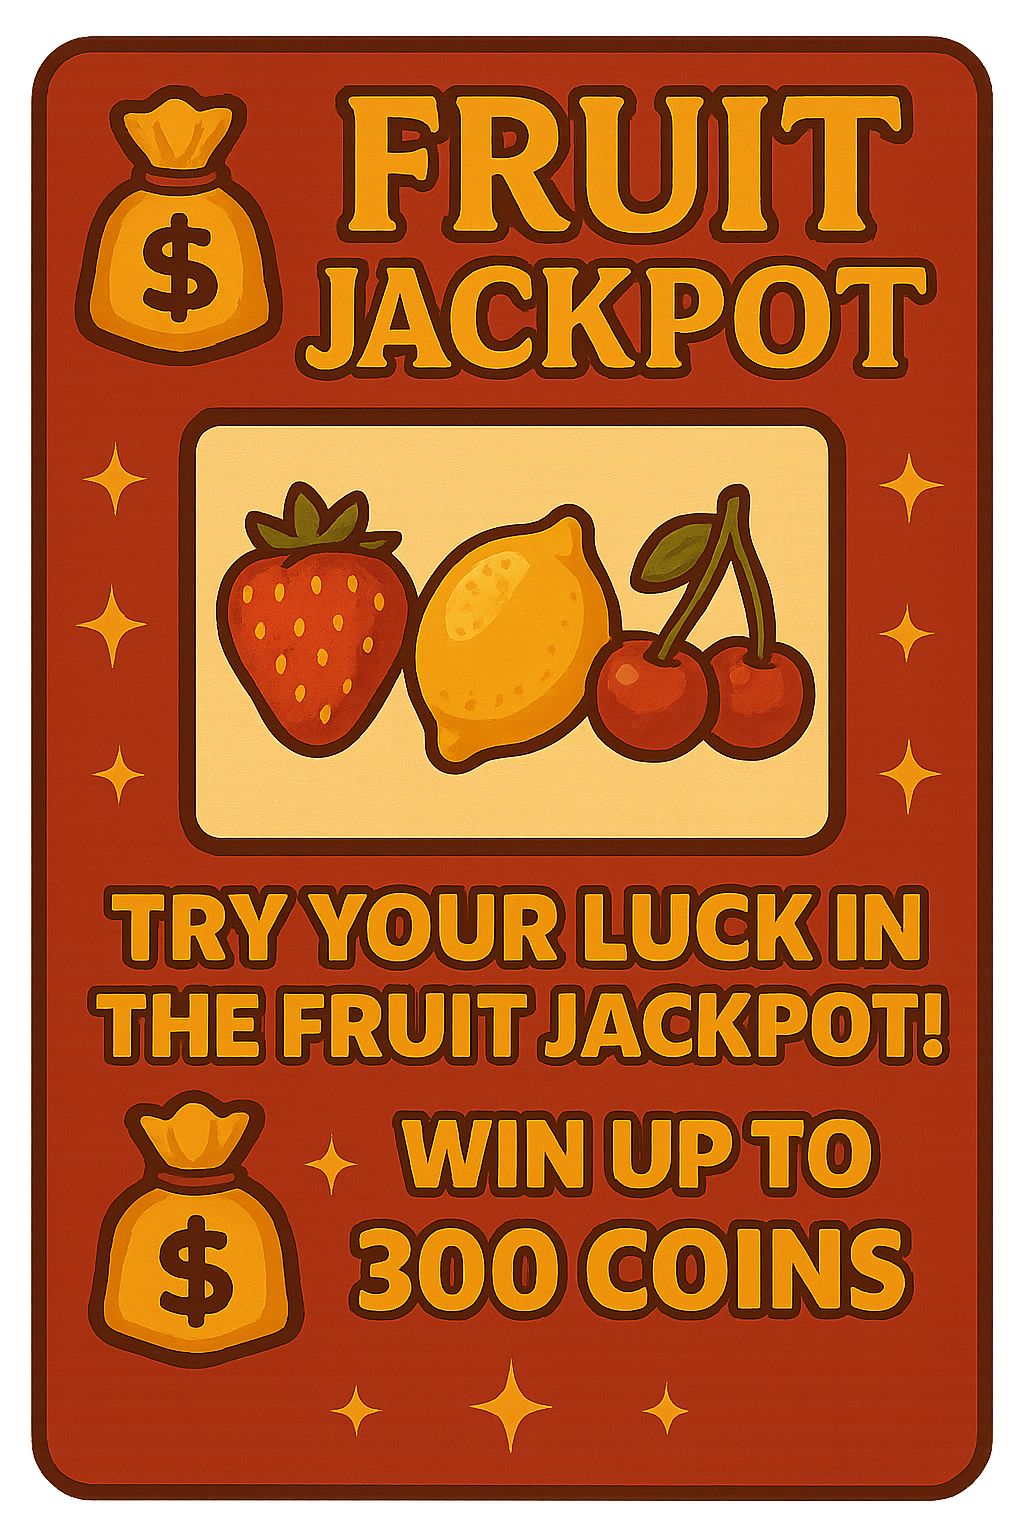 $
FRUIT
JACKPOT
TRY YOUR LUCK IN
THE FRUIT JACKPOT!
$
WIN UP TO
300 COINS